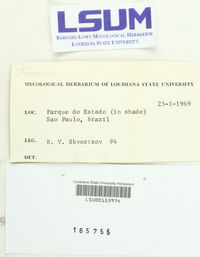 LSUM
BERNARD LOWY MYCOLOGICAL HERBARIUM
LOUISIANA STATE UNIVERSITY
MYCOLOGICAL HERBARIUM OF LOUISIANA STATE UNIVERSITY
25-I-1969
LOC. Parque do Estado (in shade)
Sao Paulo, Brazil
LEG. B. V. Skvortzov #4
DET.
Louisiana State University Herbarium
LSU00153974
165755